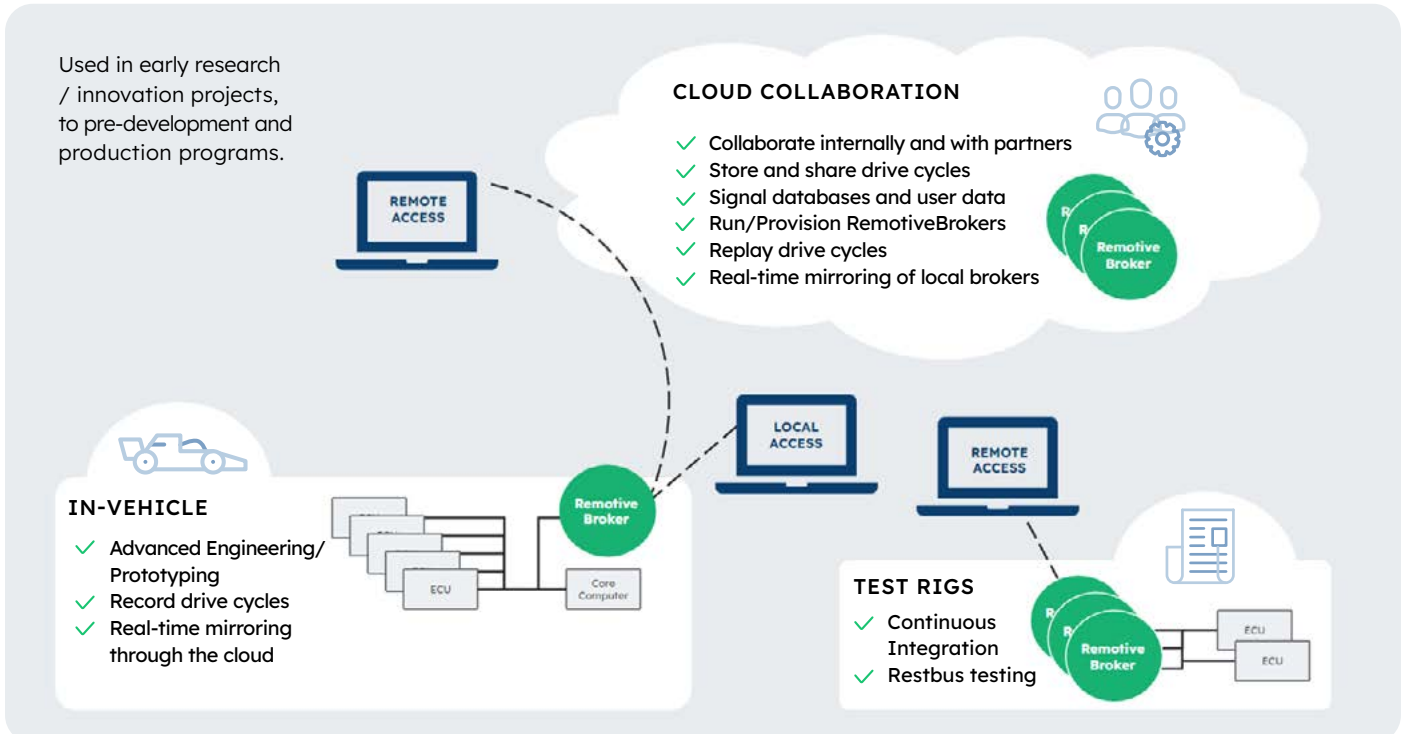 Used in early research
/ innovation projects,
to pre-development and
production programs.
REMOTE
ACCESS
CLOUD COLLABORATION
Collaborate internally and with partners
Store and share drive cycles
Signal databases and user data
Run/Provision RemotiveBrokers
Replay drive cycles
Real-time mirroring of local brokers
R
R
Remotive
Broker
LOCAL
ACCESS
REMOTE
ACCESS
IN-VEHICLE
Advanced Engineering/
Prototyping
Record drive cycles
Real-time mirroring
through the cloud
ECU
Remotive
Broker
Core
Computer
TEST RIGS
Continuous
Integration
Restbus testing
R
R
Remotive
Broker
ECU
ECU